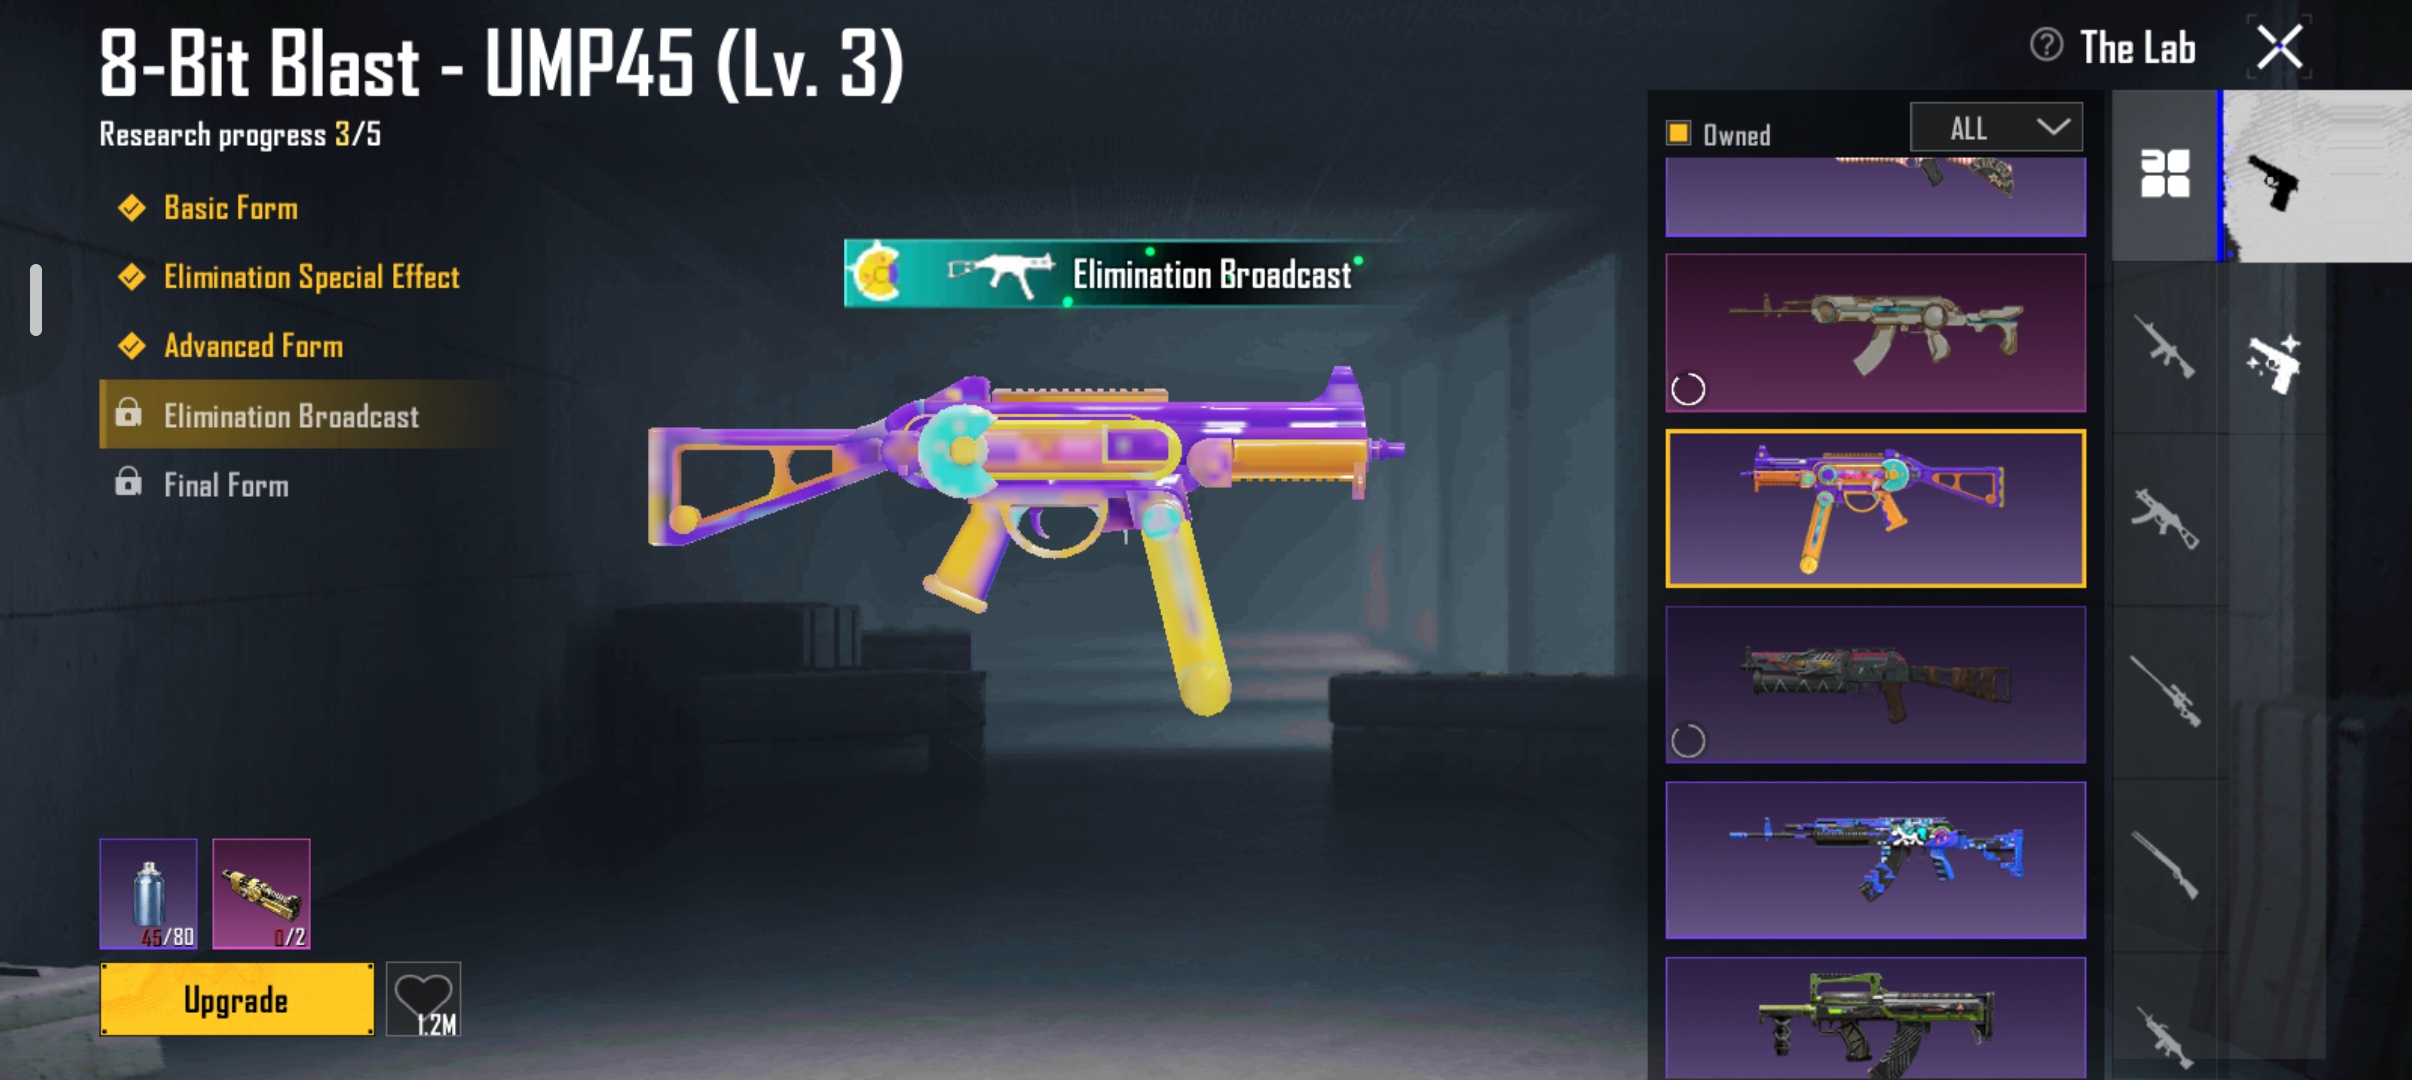 8-Bit Blast - UMP45 (Lv. 3)
Research progress 3/5
Basic Form
Elimination Special Effect
Advanced Form
Elimination Broadcast
Final Form
45/80
0/2
Upgrade
1.2M
Elimination Broadcast
? The Lab
Owned
ALL